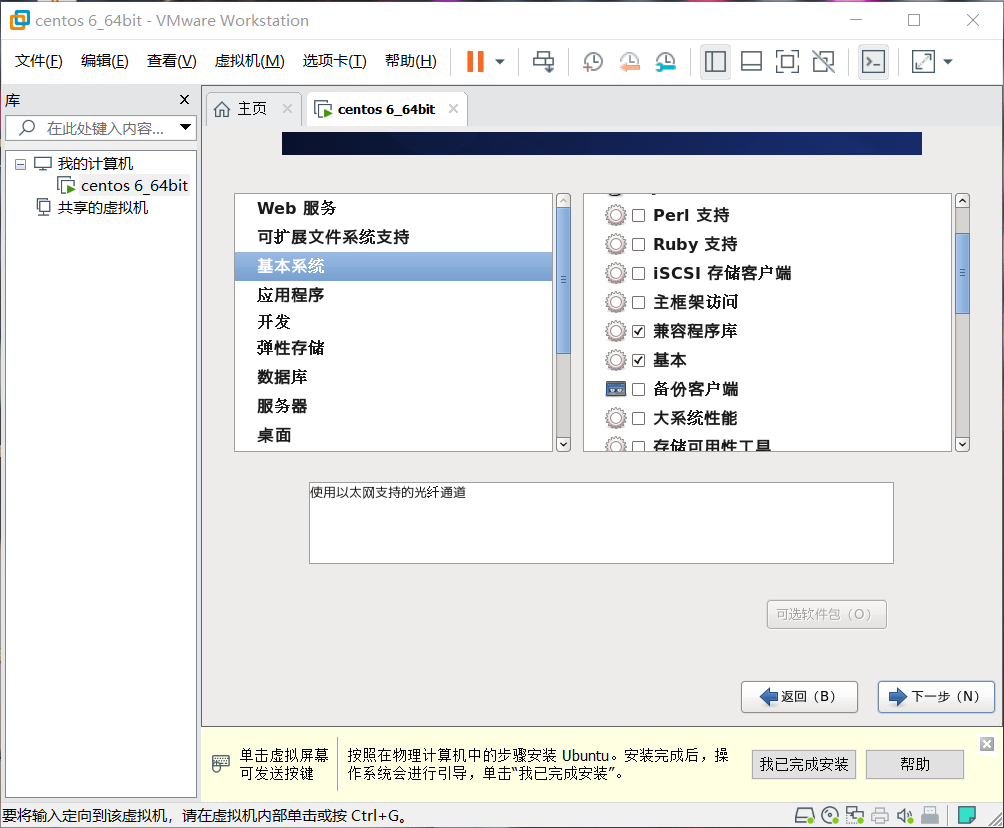 centos 6_64bit - VMware Workstation
文件(F) 编辑(E) 查看(V) 虚拟机(M) 选项卡(T) 帮助(H)
库
在此处键入内容...
我的计算机
centos 6_64bit
共享的虚拟机
主页
centos 6_64bit
Web 服务
可扩展文件系统支持
基本系统
应用程序
开发
弹性存储
数据库
服务器
桌面
Perl 支持
Ruby 支持
iSCSI 存储客户端
主框架访问
兼容程序库
基本
备份客户端
大系统性能
存储可用性工具
使用以太网支持的光纤通道
可选软件包（O）
返回（B）
下一步（N）
单击虚拟屏幕
可发送按键
按照在物理计算机中的步骤安装 Ubuntu。安装完成后，操
作系统会进行引导，单击“我已完成安装”。
我已完成安装
帮助
要将输入定向到该虚拟机，请在虚拟机内部单击或按 Ctrl+G。